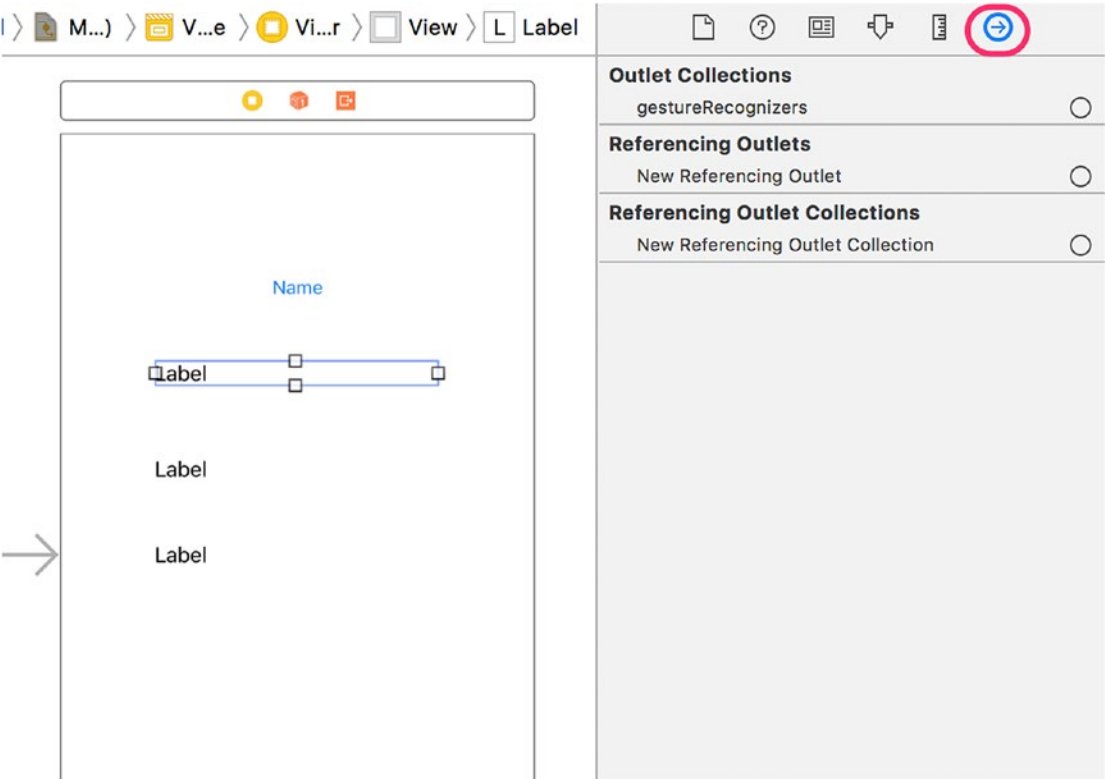 M...) V...e Vi...r View L Label
Outlet Collections
gestureRecognizers
Referencing Outlets
New Referencing Outlet
Referencing Outlet Collections
New Referencing Outlet Collection
Name
Label
Label
Label